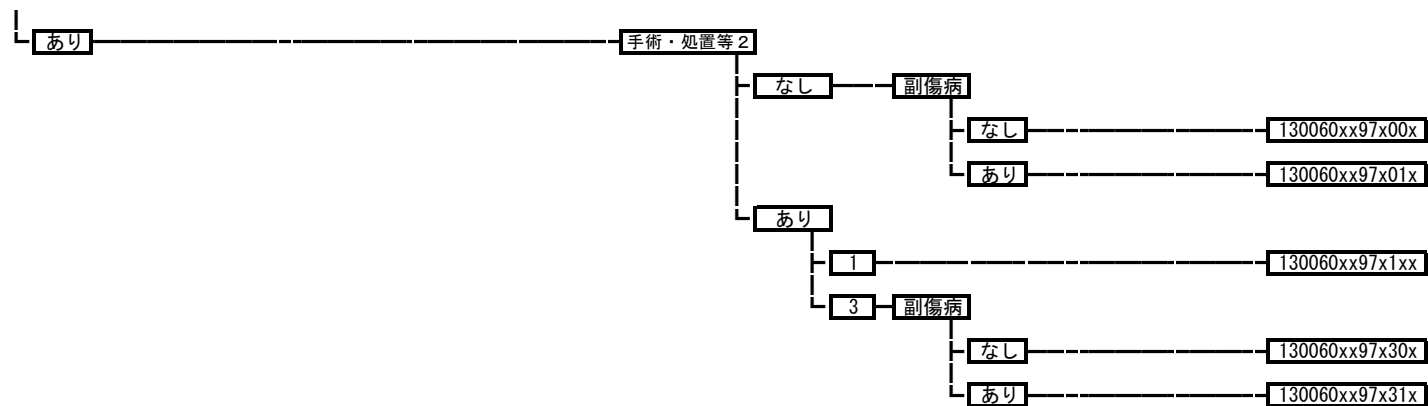 あり 手術・処置等２
なし 副傷病
なし 130060xx97x00x
あり 130060xx97x01x
あり
1 130060xx97x1xx
3 副傷病
なし 130060xx97x30x
あり 130060xx97x31x